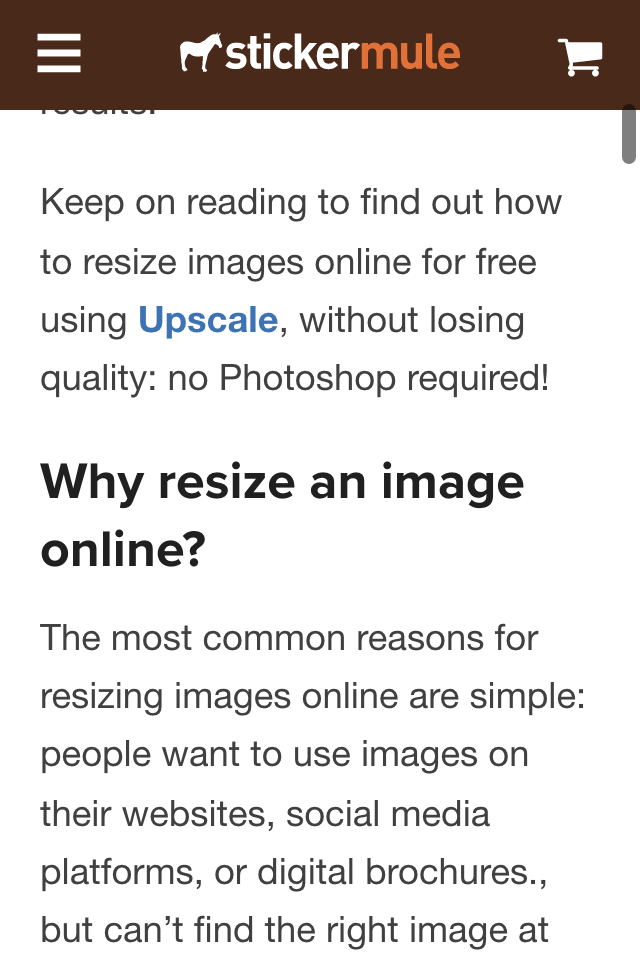 stickermule
results.
Keep on reading to find out how
to resize images online for free
using Upscale, without losing
quality: no Photoshop required!
Why resize an image
online?
The most common reasons for
resizing images online are simple:
people want to use images on
their websites, social media
platforms, or digital brochures.,
but can’t find the right image at